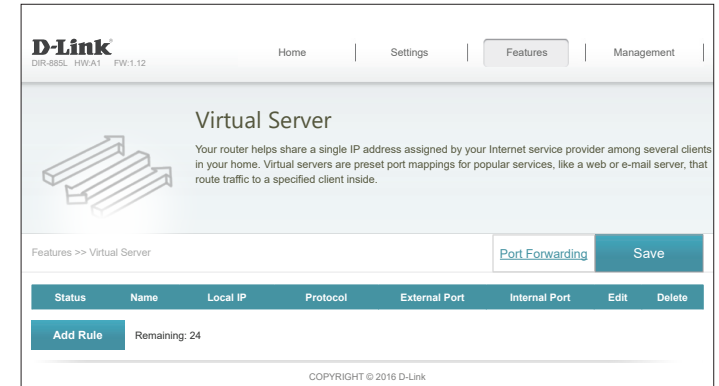 D-Link
DIR-885L HW:A1 FW:1.12
Home
Settings
Features
Management
Virtual Server
Your router helps share a single IP address assigned by your Internet service provider among several clients
in your home. Virtual servers are preset port mappings for popular services, like a web or e-mail server, that
route traffic to a specified client inside.
Features >> Virtual Server
Port Forwarding
Save
Status Name Local IP Protocol External Port Internal Port Edit Delete
Add Rule
Remaining: 24
COPYRIGHT © 2016 D-Link